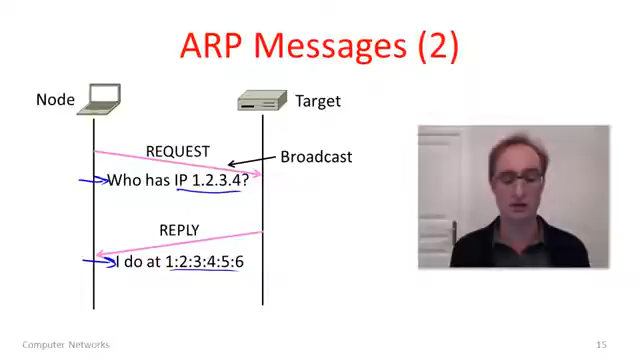 ARP Messages (2)
Node
Target
REQUEST
Broadcast
Who has IP 1.2.3.4?
REPLY
I do at 1:2:3:4:5:6
Computer Networks
15